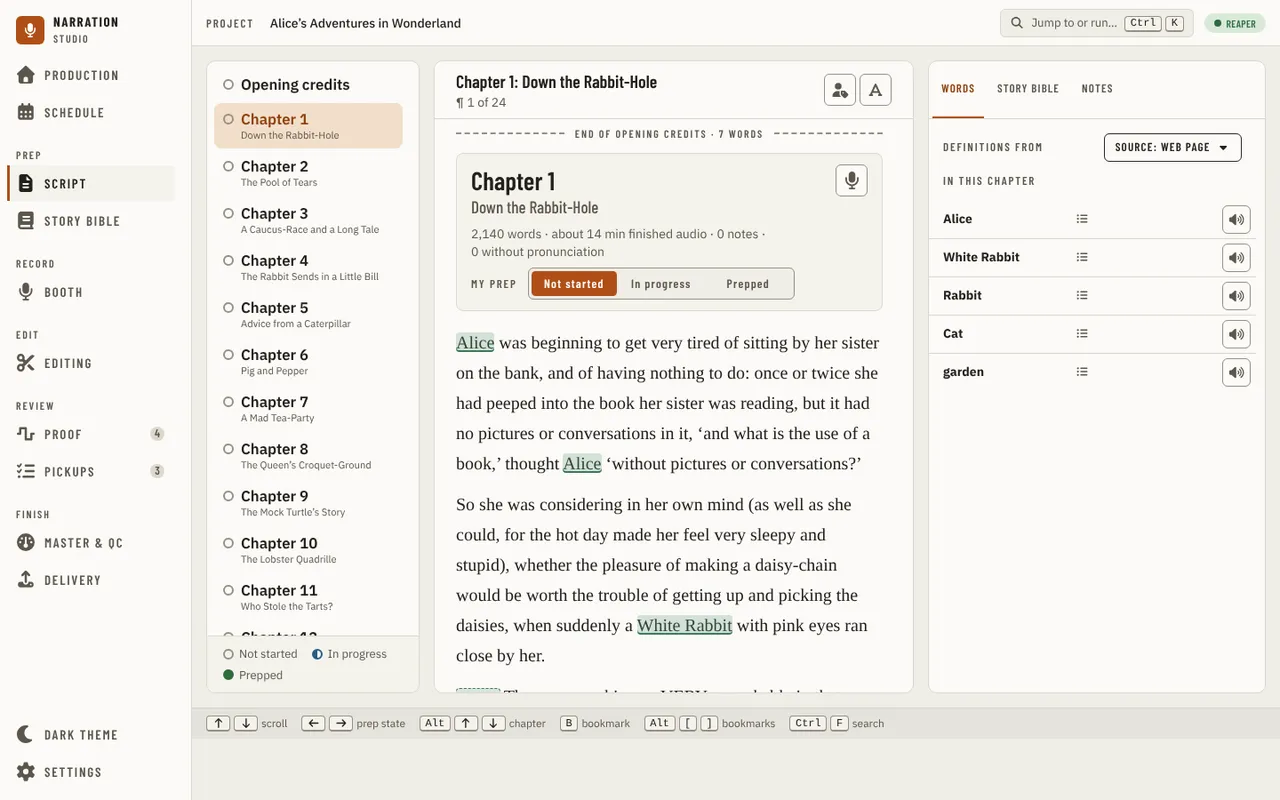 NARRATION
STUDIO
PRODUCTION
SCHEDULE
PREP
SCRIPT
STORY BIBLE
RECORD
BOOTH
EDIT
EDITING
REVIEW
PROOF 4
PICKUPS 3
FINISH
MASTER & QC
DELIVERY
DARK THEME
SETTINGS
PROJECT Alice’s Adventures in Wonderland
Jump to or run... Ctrl K
REAPER
Opening credits
Chapter 1
Down the Rabbit-Hole
Chapter 2
The Pool of Tears
Chapter 3
A Caucus-Race and a Long Tale
Chapter 4
The Rabbit Sends in a Little Bill
Chapter 5
Advice from a Caterpillar
Chapter 6
Pig and Pepper
Chapter 7
A Mad Tea-Party
Chapter 8
The Queen’s Croquet-Ground
Chapter 9
The Mock Turtle’s Story
Chapter 10
The Lobster Quadrille
Chapter 11
Who Stole the Tarts?
Not started In progress
Prepped
Chapter 1: Down the Rabbit-Hole
¶ 1 of 24
A
END OF OPENING CREDITS · 7 WORDS
Chapter 1
Down the Rabbit-Hole
2,140 words · about 14 min finished audio · 0 notes ·
0 without pronunciation
MY PREP Not started In progress Prepped
Alice was beginning to get very tired of sitting by her sister
on the bank, and of having nothing to do: once or twice she
had peeped into the book her sister was reading, but it had
no pictures or conversations in it, ‘and what is the use of a
book,’ thought Alice ‘without pictures or conversations?’
So she was considering in her own mind (as well as she
could, for the hot day made her feel very sleepy and
stupid), whether the pleasure of making a daisy-chain
would be worth the trouble of getting up and picking the
daisies, when suddenly a White Rabbit with pink eyes ran
close by her.
WORDS STORY BIBLE NOTES
DEFINITIONS FROM SOURCE: WEB PAGE
IN THIS CHAPTER
Alice
White Rabbit
Rabbit
Cat
garden
↑ ↓ scroll ← → prep state Alt ↑ ↓ chapter B bookmark Alt [ ] bookmarks Ctrl F search